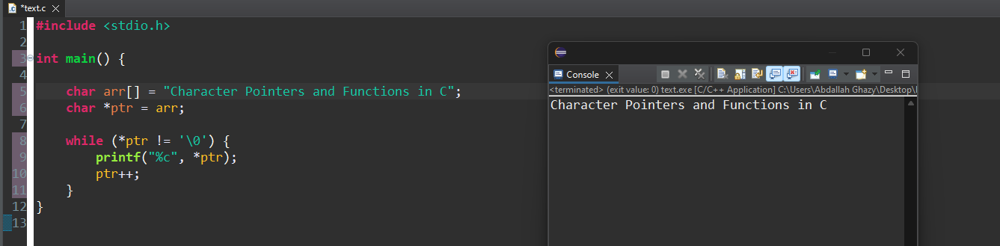 *text.c
1 #include <stdio.h>
2
3 int main() {
4
5 char arr[] = "Character Pointers and Functions in C";
6 char *ptr = arr;
7
8 while (*ptr != '\0') {
9 printf("%c", *ptr);
10 ptr++;
11 }
12 }
13
Console
<terminated> (exit value: 0) text.exe [C/C++ Application] C:\Users\Abdallah Ghazy\Desktop\
Character Pointers and Functions in C